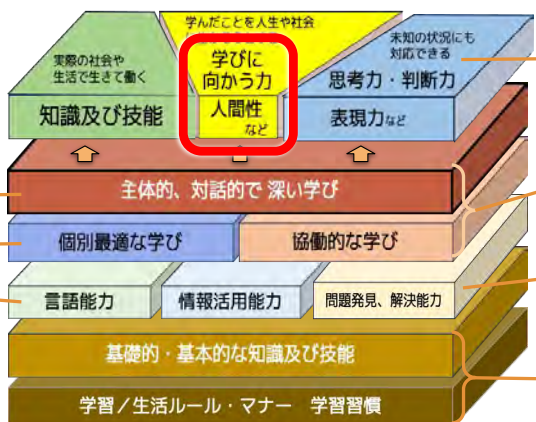 学んだことを人生や社会
実際の社会や
生活で生きて働く
知識及び技能
学びに
向かう力
人間性
など
未知の状況にも
対応できる
思考力・判断力
表現力など
主体的、対話的で 深い学び
個別最適な学び
協働的な学び
言語能力
情報活用能力
問題発見、解決能力
基礎的・基本的な知識及び技能
学習/生活ルール・マナー 学習習慣